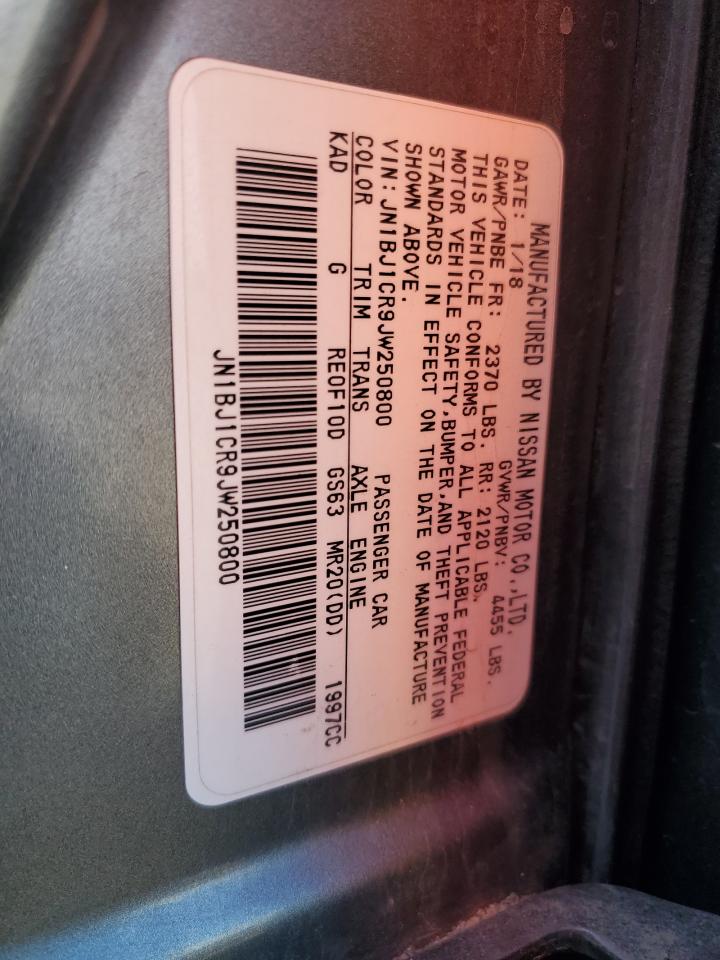 MANUFACTURED BY NISSAN MOTOR CO.,LTD.
DATE: 1/18 GVWR/PNBV: 4455 LBS.
GAWR/PNBE FR: 2370 LBS. RR: 2120 LBS.
THIS VEHICLE CONFORMS TO ALL APPLICABLE FEDERAL
MOTOR VEHICLE SAFETY,BUMPER,AND THEFT PREVENTION
STANDARDS IN EFFECT ON THE DATE OF MANUFACTURE
SHOWN ABOVE.
VIN: JN1BJ1CR9JW250800 PASSENGER CAR
COLOR TRIM TRANS AXLE ENGINE
KAD G RE0F10D GS63 MR20(DD) 1997CC
JN1BJ1CR9JW250800